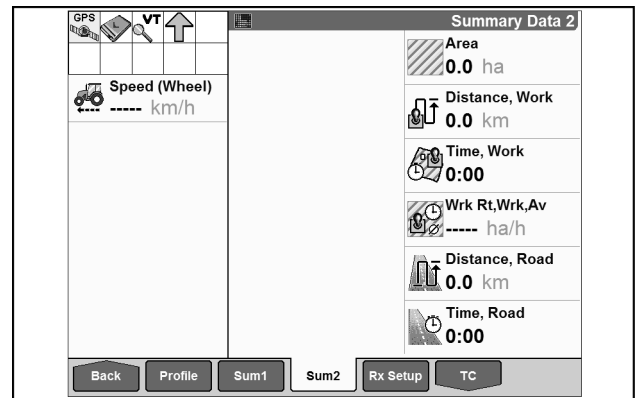 GPS
VT
Summary Data 2
Speed (Wheel)
----- km/h
Area
0.0 ha
Distance, Work
0.0 km
Time, Work
0:00
Wrk Rt,Wrk,Av
----- ha/h
Distance, Road
0.0 km
Time, Road
0:00
Back
Profile
Sum1
Sum2
Rx Setup
TC